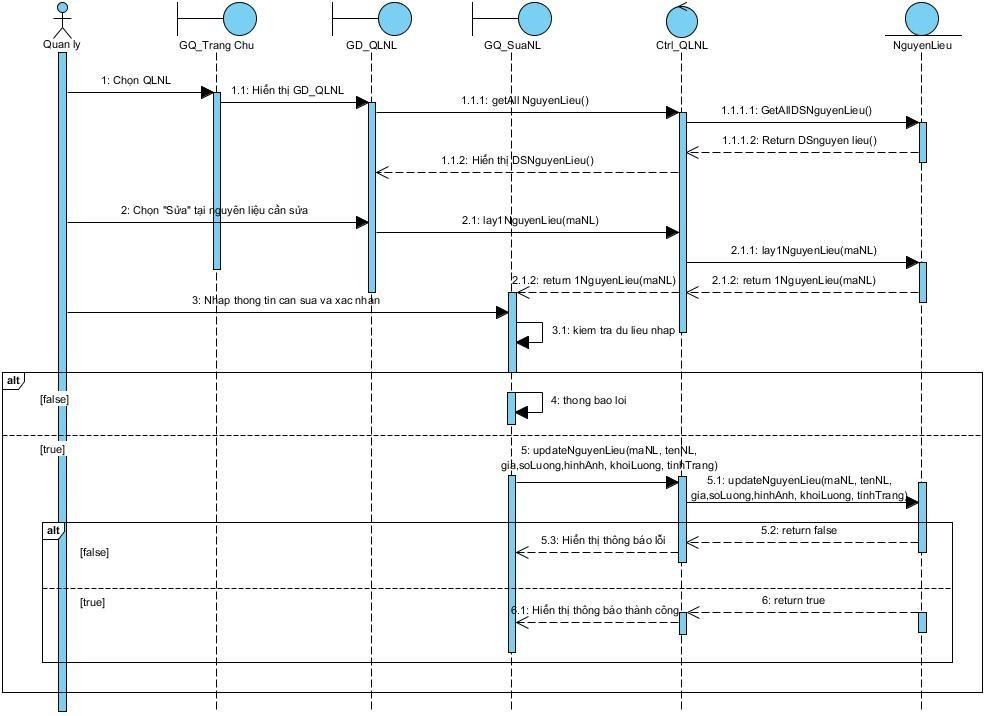 Quan ly
GQ_Trang Chu
GD_QLNL
GQ_SuaNL
Ctrl_QLNL
NguyenLieu
1: Chọn QLNL
1.1: Hiển thị GD_QLNL
1.1.1: getAll NguyenLieu()
1.1.1.1: GetAllDSNguyenLieu()
1.1.1.2: Return DSnguyen lieu()
1.1.2: Hiển thị DSNguyenLieu()
2: Chọn "Sửa" tại nguyên liệu cần sửa
2.1: lay1NguyenLieu(maNL)
2.1.1: lay1NguyenLieu(maNL)
2.1.2: return 1NguyenLieu(maNL)
2.1.2: return 1NguyenLieu(maNL)
3: Nhap thong tin can sua va xac nhan
3.1: kiem tra du lieu nhap
alt
[false]
4: thong bao loi
[true]
5: updateNguyenLieu(maNL, tenNL,
gia,soLuong,hinhAnh, khoiLuong, tinhTrang)
5.1: updateNguyenLieu(maNL, tenNL,
gia,soLuong,hinhAnh, khoiLuong, tinhTrang)
alt
5.2: return false
5.3: Hiển thị thông báo lỗi
[false]
[true]
6: return true
6.1: Hiển thị thông báo thành công